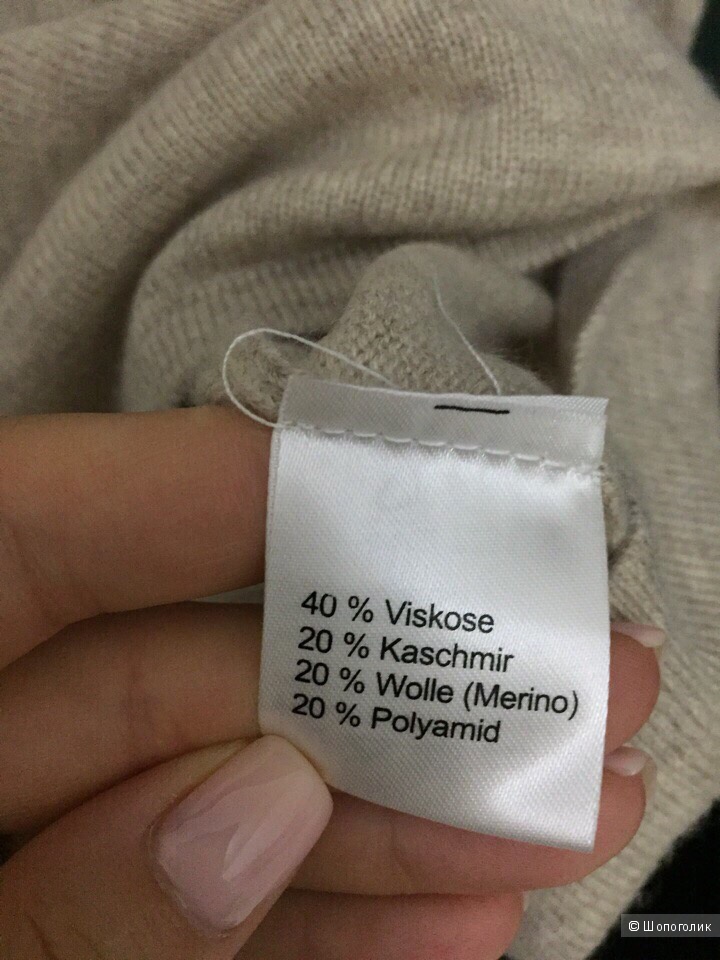 40 % Viskose
20 % Kaschmir
20 % Wolle (Merino)
20 % Polyamid
© Шопоголик